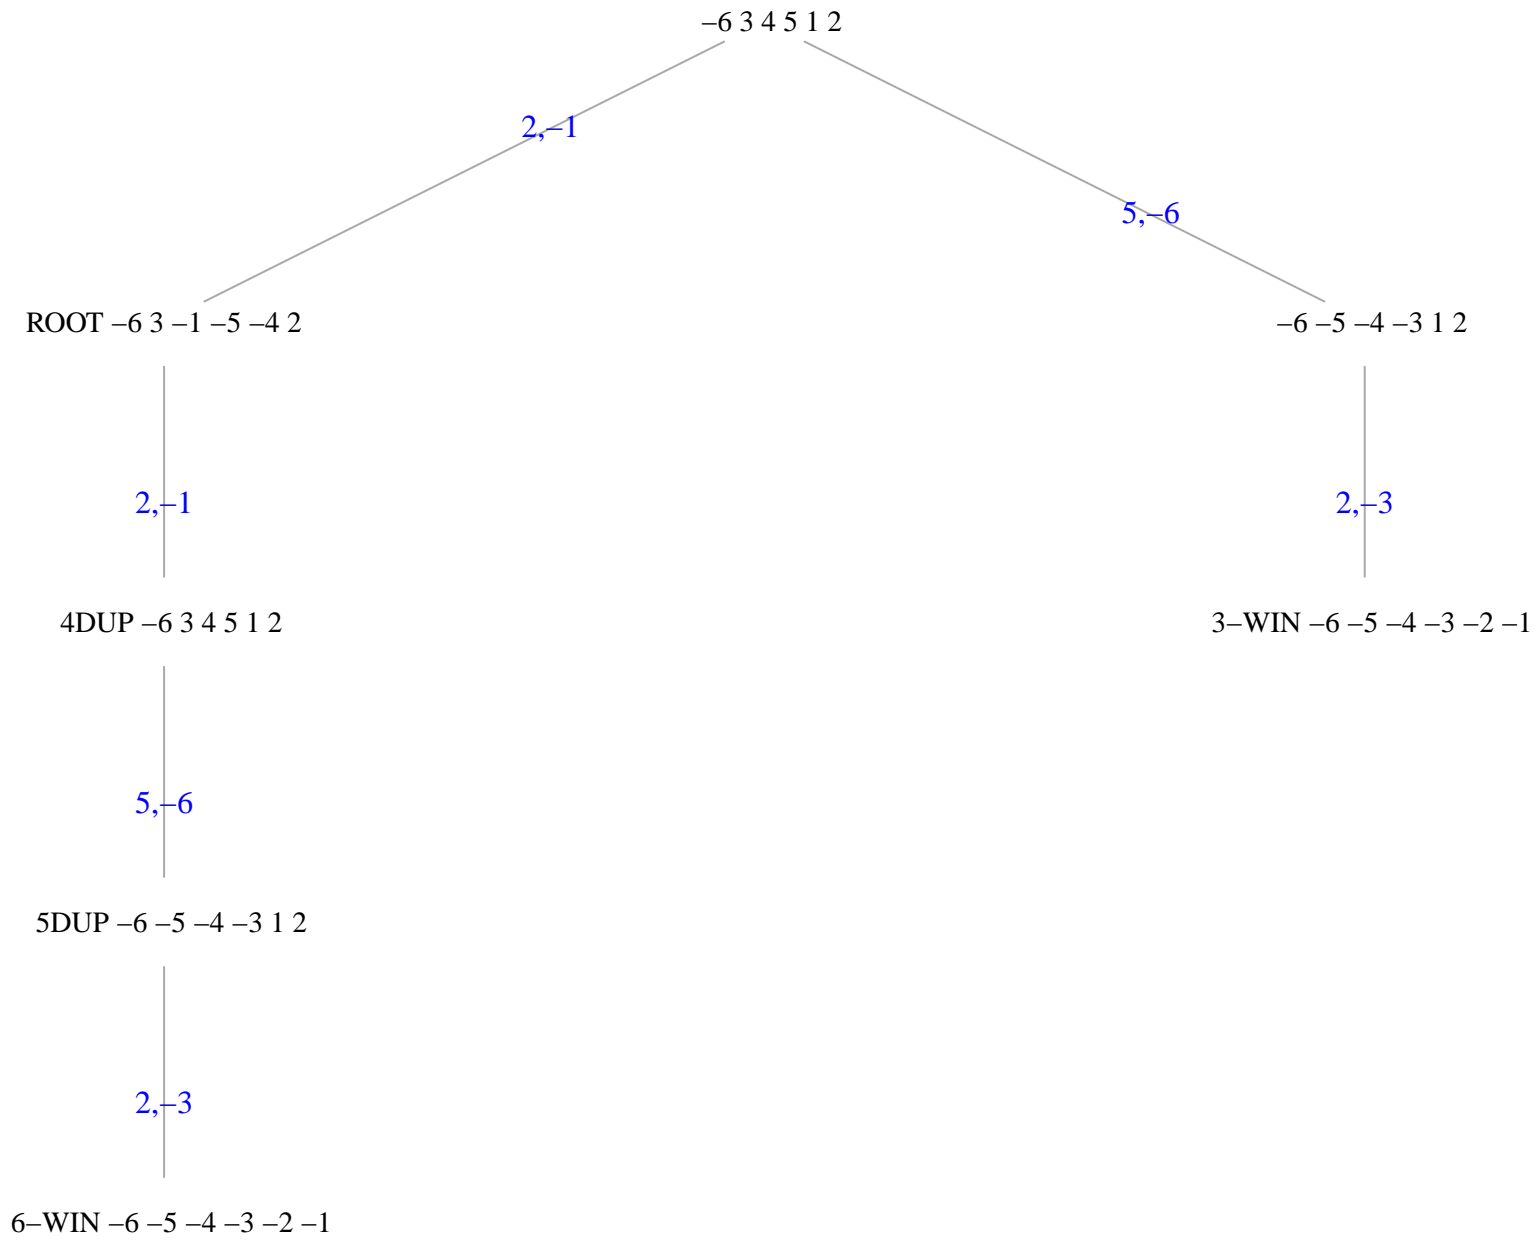 –6 3 4 5 1 2
2,–1
5,–6
ROOT –6 3 –1 –5 –4 2
–6 –5 –4 –3 1 2
2,–1
2,–3
4DUP –6 3 4 5 1 2
3–WIN –6 –5 –4 –3 –2 –1
5,–6
5DUP –6 –5 –4 –3 1 2
2,–3
6–WIN –6 –5 –4 –3 –2 –1